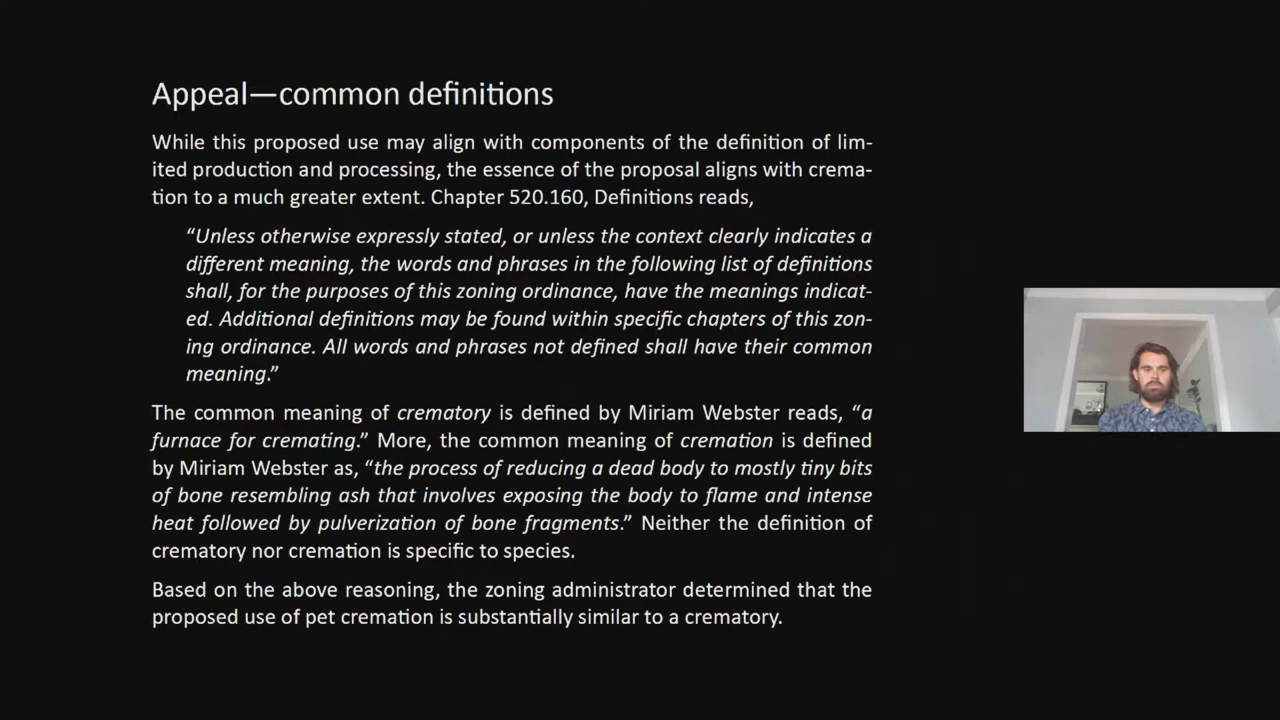 Appeal—common definitions
While this proposed use may align with components of the definition of lim-
ited production and processing, the essence of the proposal aligns with crema-
tion to a much greater extent. Chapter 520.160, Definitions reads,
“Unless otherwise expressly stated, or unless the context clearly indicates a
different meaning, the words and phrases in the following list of definitions
shall, for the purposes of this zoning ordinance, have the meanings indicat-
ed. Additional definitions may be found within specific chapters of this zon-
ing ordinance. All words and phrases not defined shall have their common
meaning.”
The common meaning of crematory is defined by Miriam Webster reads, “a
furnace for cremating.” More, the common meaning of cremation is defined
by Miriam Webster as, “the process of reducing a dead body to mostly tiny bits
of bone resembling ash that involves exposing the body to flame and intense
heat followed by pulverization of bone fragments.” Neither the definition of
crematory nor cremation is specific to species.
Based on the above reasoning, the zoning administrator determined that the
proposed use of pet cremation is substantially similar to a crematory.